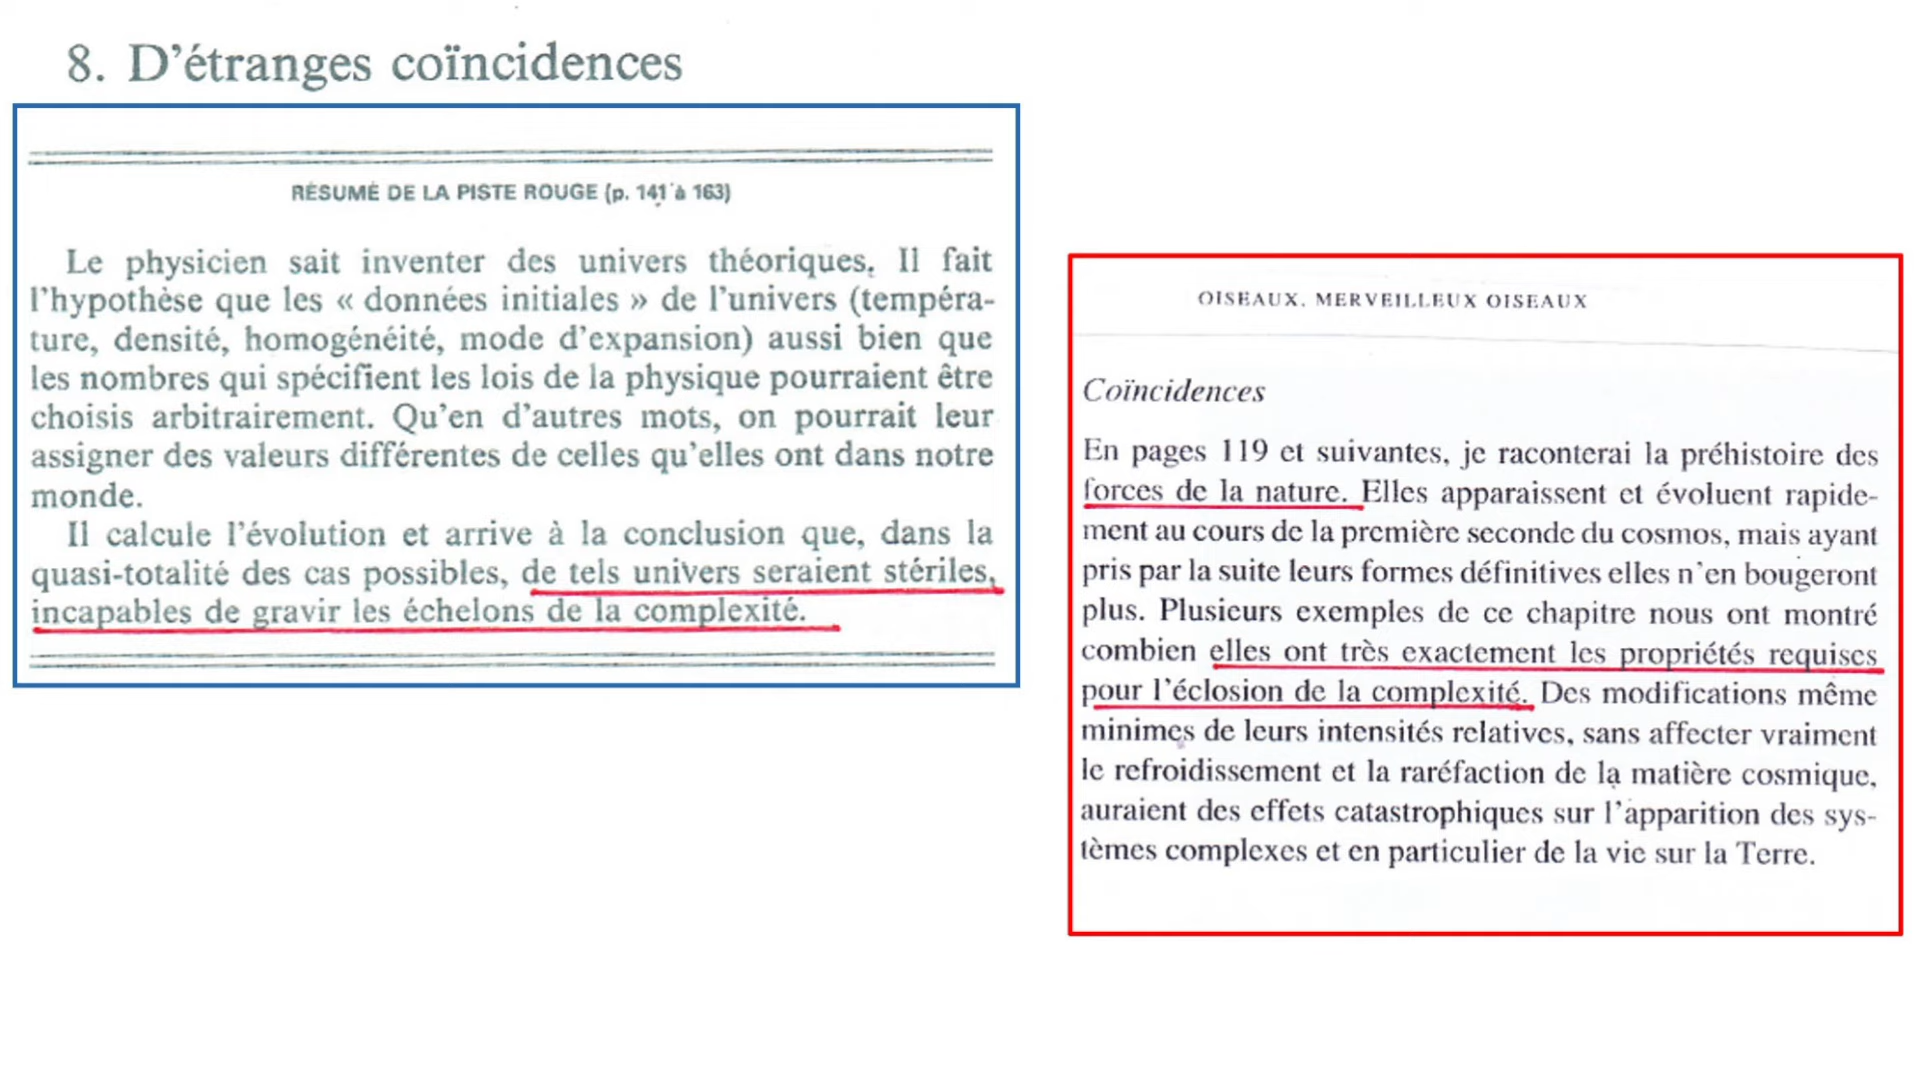 8. D’étranges coïncidences
RÉSUMÉ DE LA PISTE ROUGE (p. 141 à 163)
Le physicien sait inventer des univers théoriques. Il fait
l’hypothèse que les « données initiales » de l’univers (tempéra-
ture, densité, homogénéité, mode d’expansion) aussi bien que
les nombres qui spécifient les lois de la physique pourraient être
choisis arbitrairement. Qu’en d’autres mots, on pourrait leur
assigner des valeurs différentes de celles qu’elles ont dans notre
monde.
Il calcule l’évolution et arrive à la conclusion que, dans la
quasi-totalité des cas possibles, de tels univers seraient stériles,
incapables de gravir les échelons de la complexité.
OISEAUX, MERVEILLEUX OISEAUX
Coïncidences
En pages 119 et suivantes, je raconterai la préhistoire des
forces de la nature. Elles apparaissent et évoluent rapide-
ment au cours de la première seconde du cosmos, mais ayant
pris par la suite leurs formes définitives elles n’en bougeront
plus. Plusieurs exemples de ce chapitre nous ont montré
combien elles ont très exactement les propriétés requises
pour l’éclosion de la complexité. Des modifications même
minimes de leurs intensités relatives, sans affecter vraiment
le refroidissement et la raréfaction de la matière cosmique,
auraient des effets catastrophiques sur l’apparition des sys-
tèmes complexes et en particulier de la vie sur la Terre.